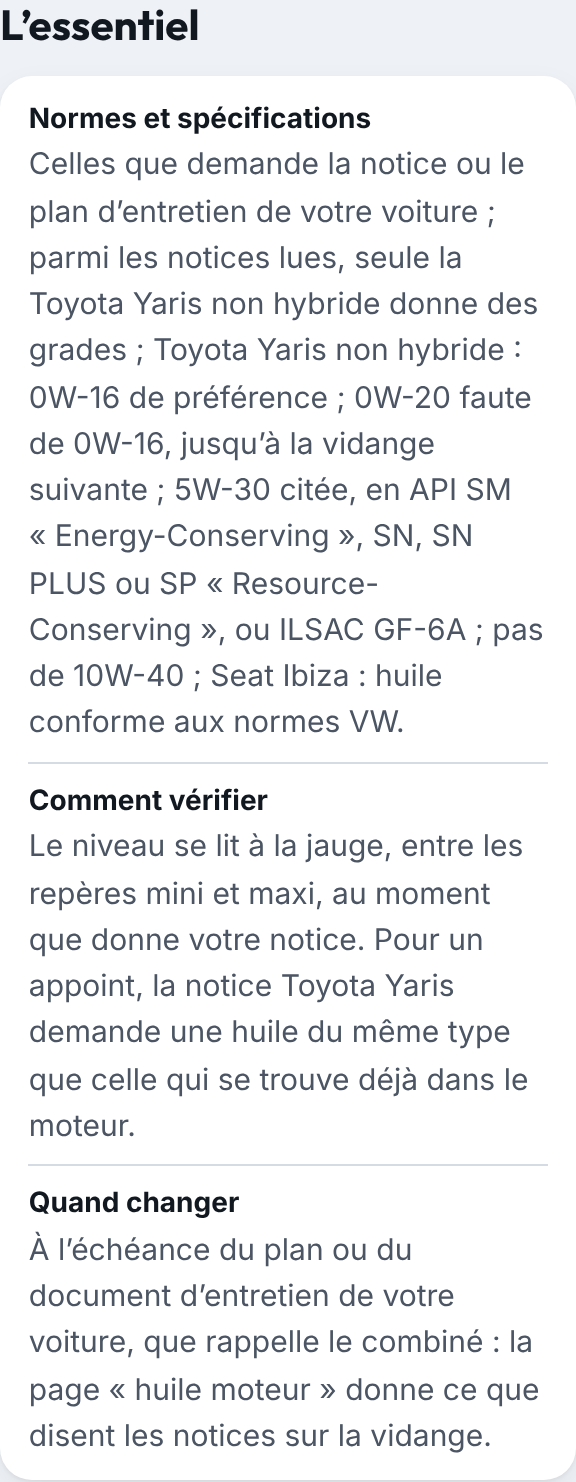 L’essentiel
Normes et spécifications
Celles que demande la notice ou le
plan d’entretien de votre voiture ;
parmi les notices lues, seule la
Toyota Yaris non hybride donne des
grades ; Toyota Yaris non hybride :
0W-16 de préférence ; 0W-20 faute
de 0W-16, jusqu’à la vidange
suivante ; 5W-30 citée, en API SM
« Energy-Conserving », SN, SN
PLUS ou SP « Resource-
Conserving », ou ILSAC GF-6A ; pas
de 10W-40 ; Seat Ibiza : huile
conforme aux normes VW.
Comment vérifier
Le niveau se lit à la jauge, entre les
repères mini et maxi, au moment
que donne votre notice. Pour un
appoint, la notice Toyota Yaris
demande une huile du même type
que celle qui se trouve déjà dans le
moteur.
Quand changer
À l’échéance du plan ou du
document d’entretien de votre
voiture, que rappelle le combiné : la
page « huile moteur » donne ce que
disent les notices sur la vidange.